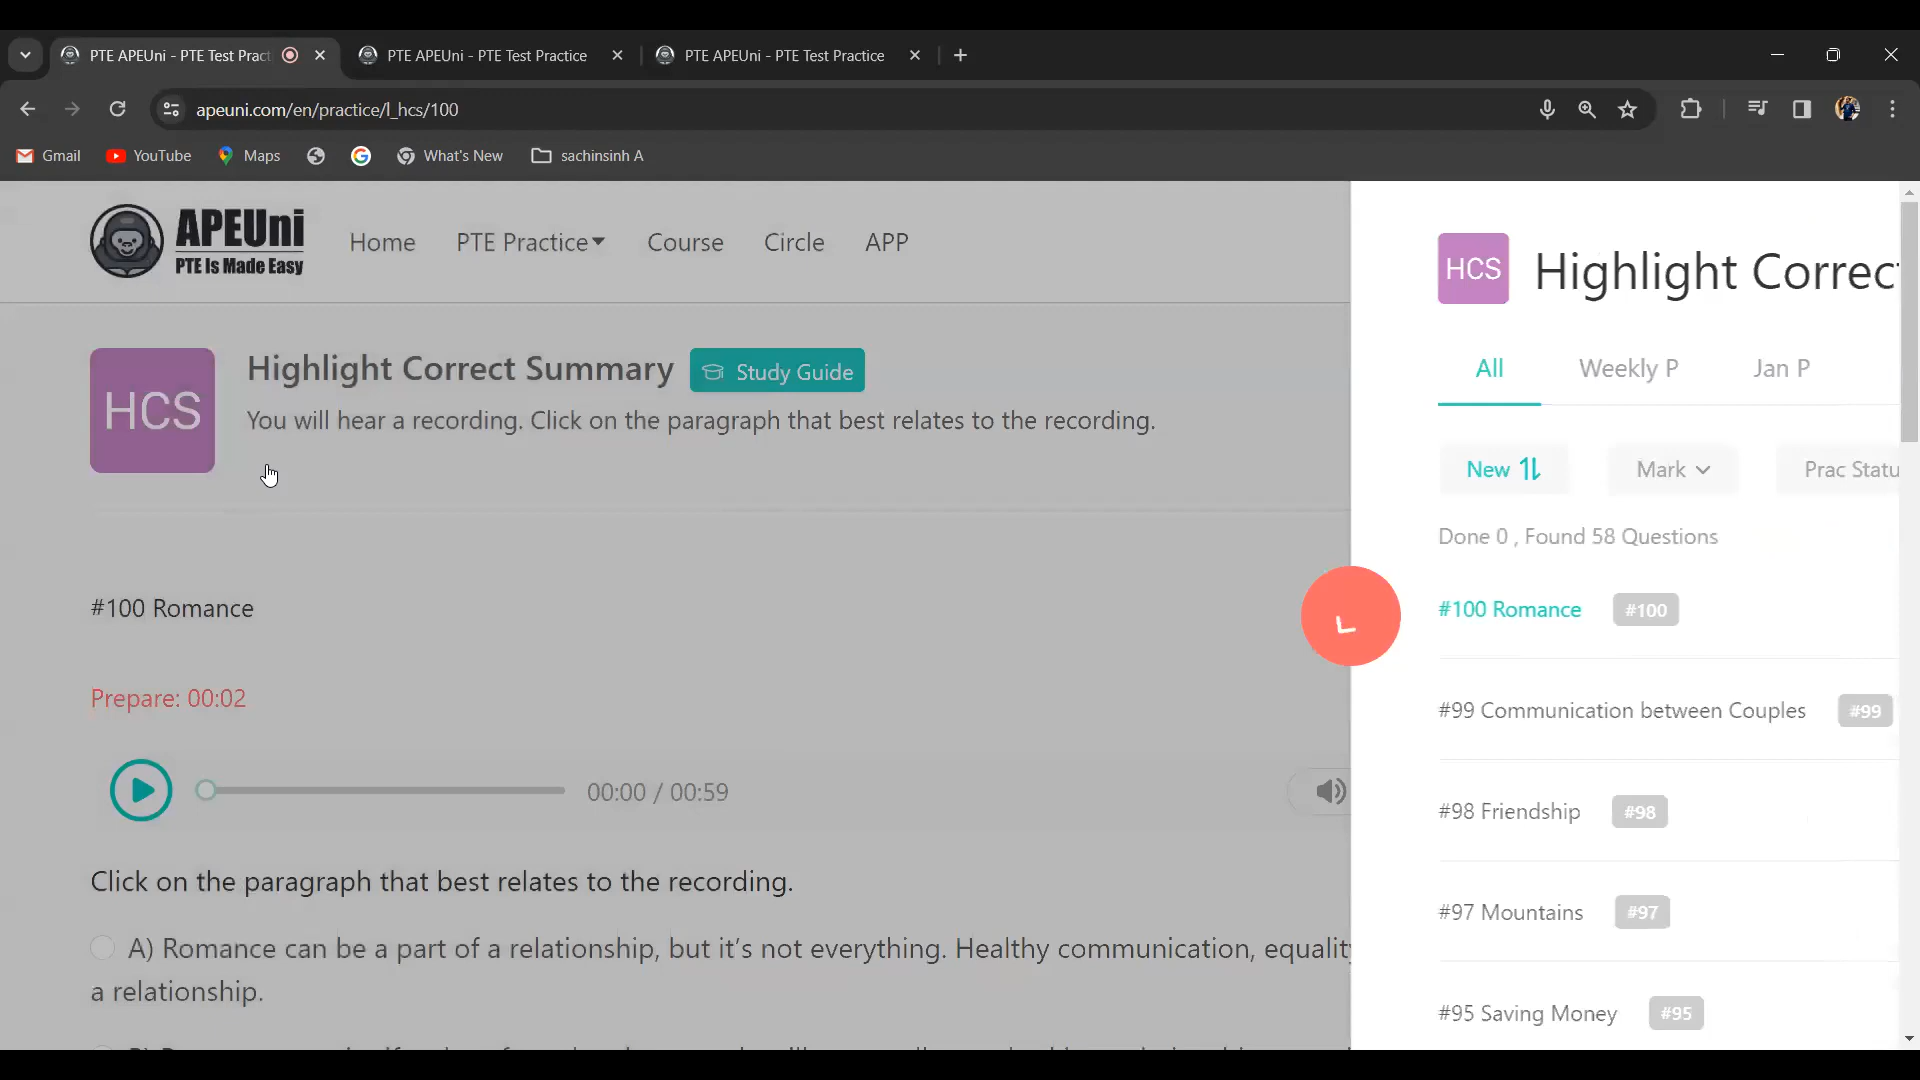 PTE APEUni - PTE Test Pract
PTE APEUni - PTE Test Practice
PTE APEUni - PTE Test Practice
apeuni.com/en/practice/l_hcs/100
Gmail
YouTube
Maps
What's New
sachinsinh A
APEUni
PTE Is Made Easy
Home
PTE Practice
Course
Circle
APP
HCS
Highlight Correct Summary
Study Guide
You will hear a recording. Click on the paragraph that best relates to the recording.
#100 Romance
Prepare: 00:02
00:00 / 00:59
Click on the paragraph that best relates to the recording.
A) Romance can be a part of a relationship, but it's not everything. Healthy communication, equality
a relationship.
HCS
Highlight Correc
All
Weekly P
Jan P
New
Mark
Prac Statu
Done 0 , Found 58 Questions
#100 Romance #100
#99 Communication between Couples #99
#98 Friendship #98
#97 Mountains #97
#95 Saving Money #95